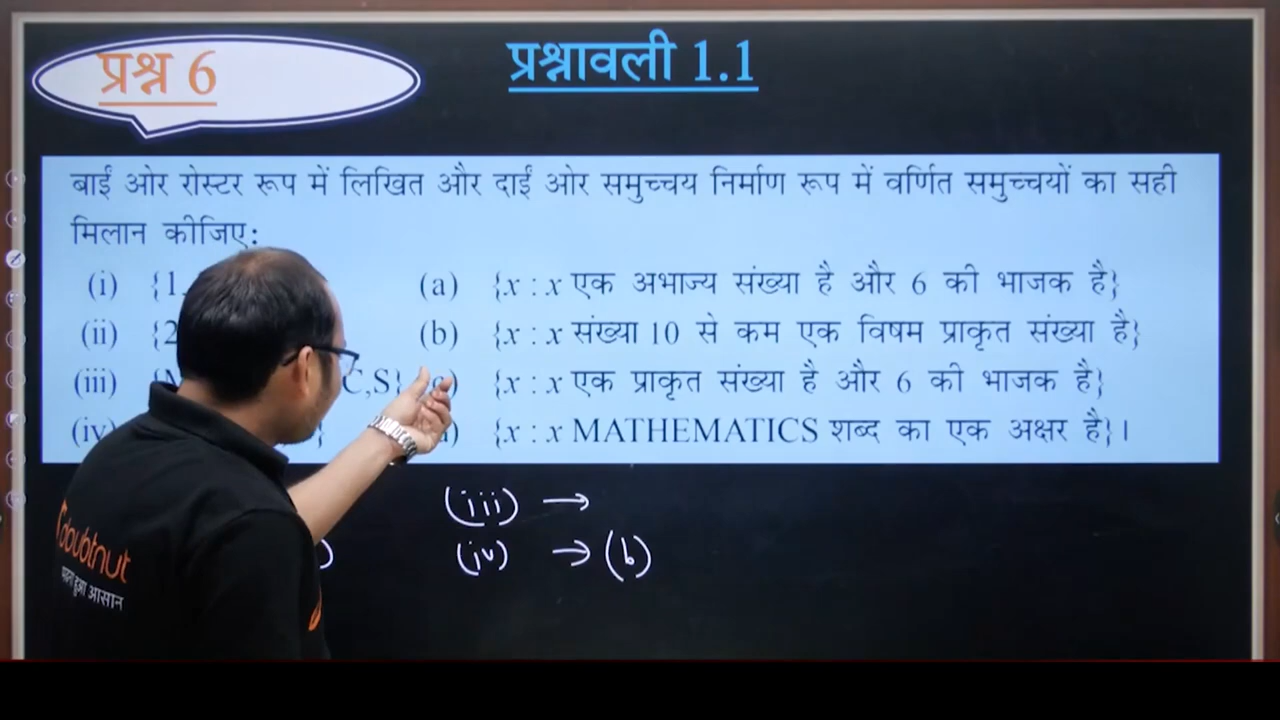 प्रश्न 6
प्रश्नावली 1.1
बाईं ओर रोस्टर रूप में लिखित और दाईं ओर समुच्चय निर्माण रूप में वर्णित समुच्चयों का सही
मिलान कीजिए:
(i) {1, (a) {x : x एक अभाज्य संख्या है और 6 की भाजक है}
(ii) {2 (b) {x : x संख्या 10 से कम एक विषम प्राकृत संख्या है}
(iii) C,S} {x : x एक प्राकृत संख्या है और 6 की भाजक है}
(iv } {x : x MATHEMATICS शब्द का एक अक्षर है}।
(iii) →
) (iv) → (b)
doubtnut
पढ़ना हुआ आसान